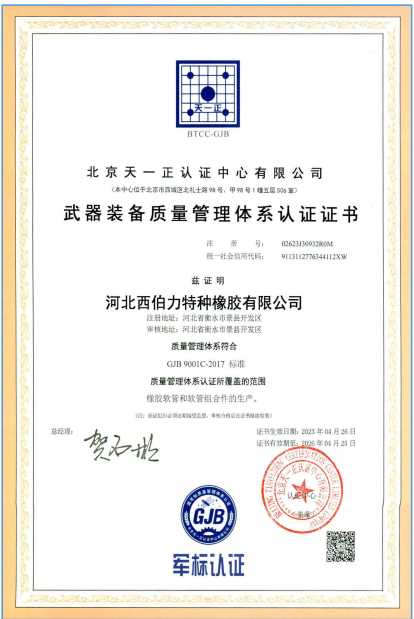 天一正
BTCC-GJB
北京天一正认证中心有限公司
（本中心位于北京市西城区北礼士路98号、甲98号1幢五层506室）
武器装备质量管理体系认证证书
注 册 号： 02623J30932R0M
统一社会信用代码： 9113112776344112XW
兹证明
河北西伯力特种橡胶有限公司
注册地址：河北省衡水市景县开发区
审核地址：河北省衡水市景县开发区
质量管理体系符合
GJB 9001C-2017 标准
质量管理体系认证所覆盖的范围
橡胶软管和软管组合件的生产。
总经理：
证书生效日期：2023年04月26日
证书有效期至：2026年04月25日
认证中心
GJB
军标认证